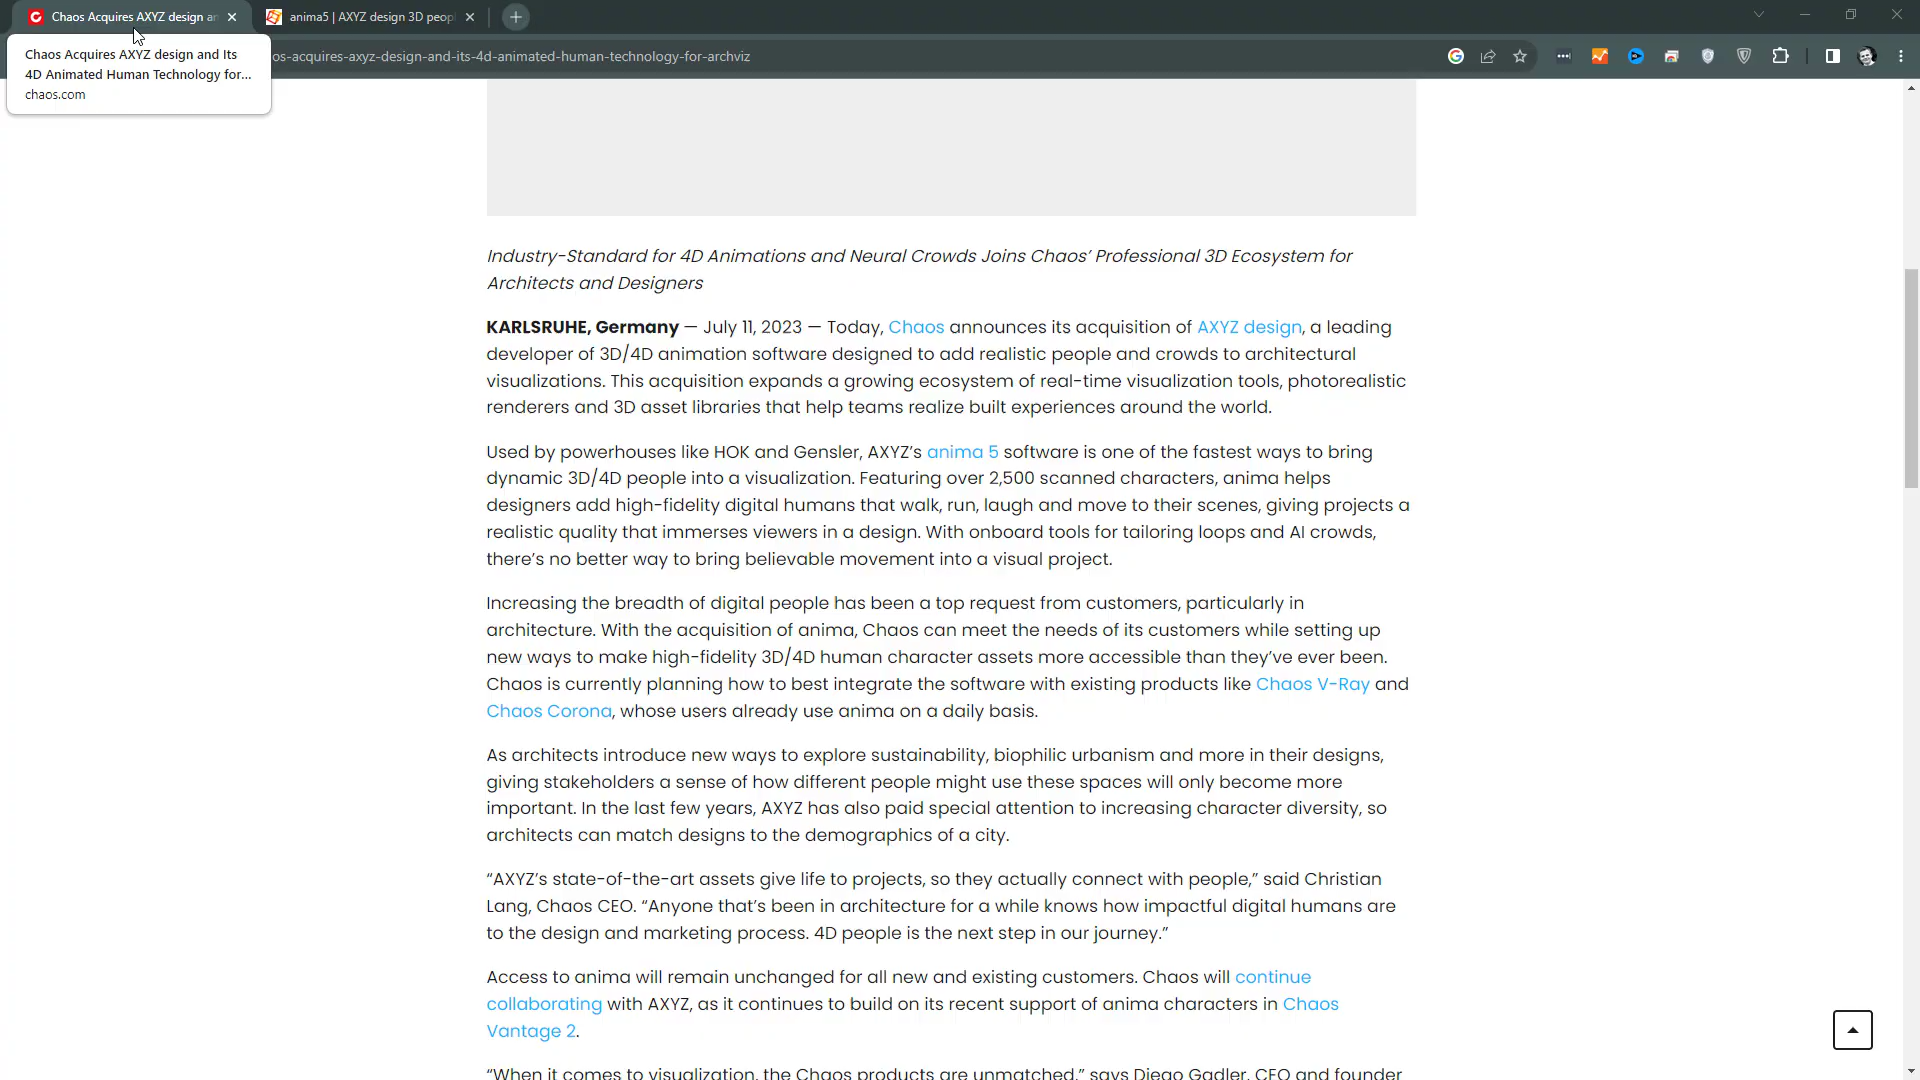 Chaos Acquires AXYZ design an
anima5 | AXYZ design 3D peop
Chaos Acquires AXYZ design and Its
4D Animated Human Technology for...
chaos.com
os-acquires-axyz-design-and-its-4d-animated-human-technology-for-archviz
Industry-Standard for 4D Animations and Neural Crowds Joins Chaos’ Professional 3D Ecosystem for
Architects and Designers
KARLSRUHE, Germany — July 11, 2023 — Today, Chaos announces its acquisition of AXYZ design, a leading
developer of 3D/4D animation software designed to add realistic people and crowds to architectural
visualizations. This acquisition expands a growing ecosystem of real-time visualization tools, photorealistic
renderers and 3D asset libraries that help teams realize built experiences around the world.
Used by powerhouses like HOK and Gensler, AXYZ’s anima 5 software is one of the fastest ways to bring
dynamic 3D/4D people into a visualization. Featuring over 2,500 scanned characters, anima helps
designers add high-fidelity digital humans that walk, run, laugh and move to their scenes, giving projects a
realistic quality that immerses viewers in a design. With onboard tools for tailoring loops and AI crowds,
there’s no better way to bring believable movement into a visual project.
Increasing the breadth of digital people has been a top request from customers, particularly in
architecture. With the acquisition of anima, Chaos can meet the needs of its customers while setting up
new ways to make high-fidelity 3D/4D human character assets more accessible than they’ve ever been.
Chaos is currently planning how to best integrate the software with existing products like Chaos V-Ray and
Chaos Corona, whose users already use anima on a daily basis.
As architects introduce new ways to explore sustainability, biophilic urbanism and more in their designs,
giving stakeholders a sense of how different people might use these spaces will only become more
important. In the last few years, AXYZ has also paid special attention to increasing character diversity, so
architects can match designs to the demographics of a city.
“AXYZ’s state-of-the-art assets give life to projects, so they actually connect with people,” said Christian
Lang, Chaos CEO. “Anyone that’s been in architecture for a while knows how impactful digital humans are
to the design and marketing process. 4D people is the next step in our journey.”
Access to anima will remain unchanged for all new and existing customers. Chaos will continue
collaborating with AXYZ, as it continues to build on its recent support of anima characters in Chaos
Vantage 2.
“When it comes to visualization, the Chaos products are unmatched,” says Diego Gadler, CEO and founder